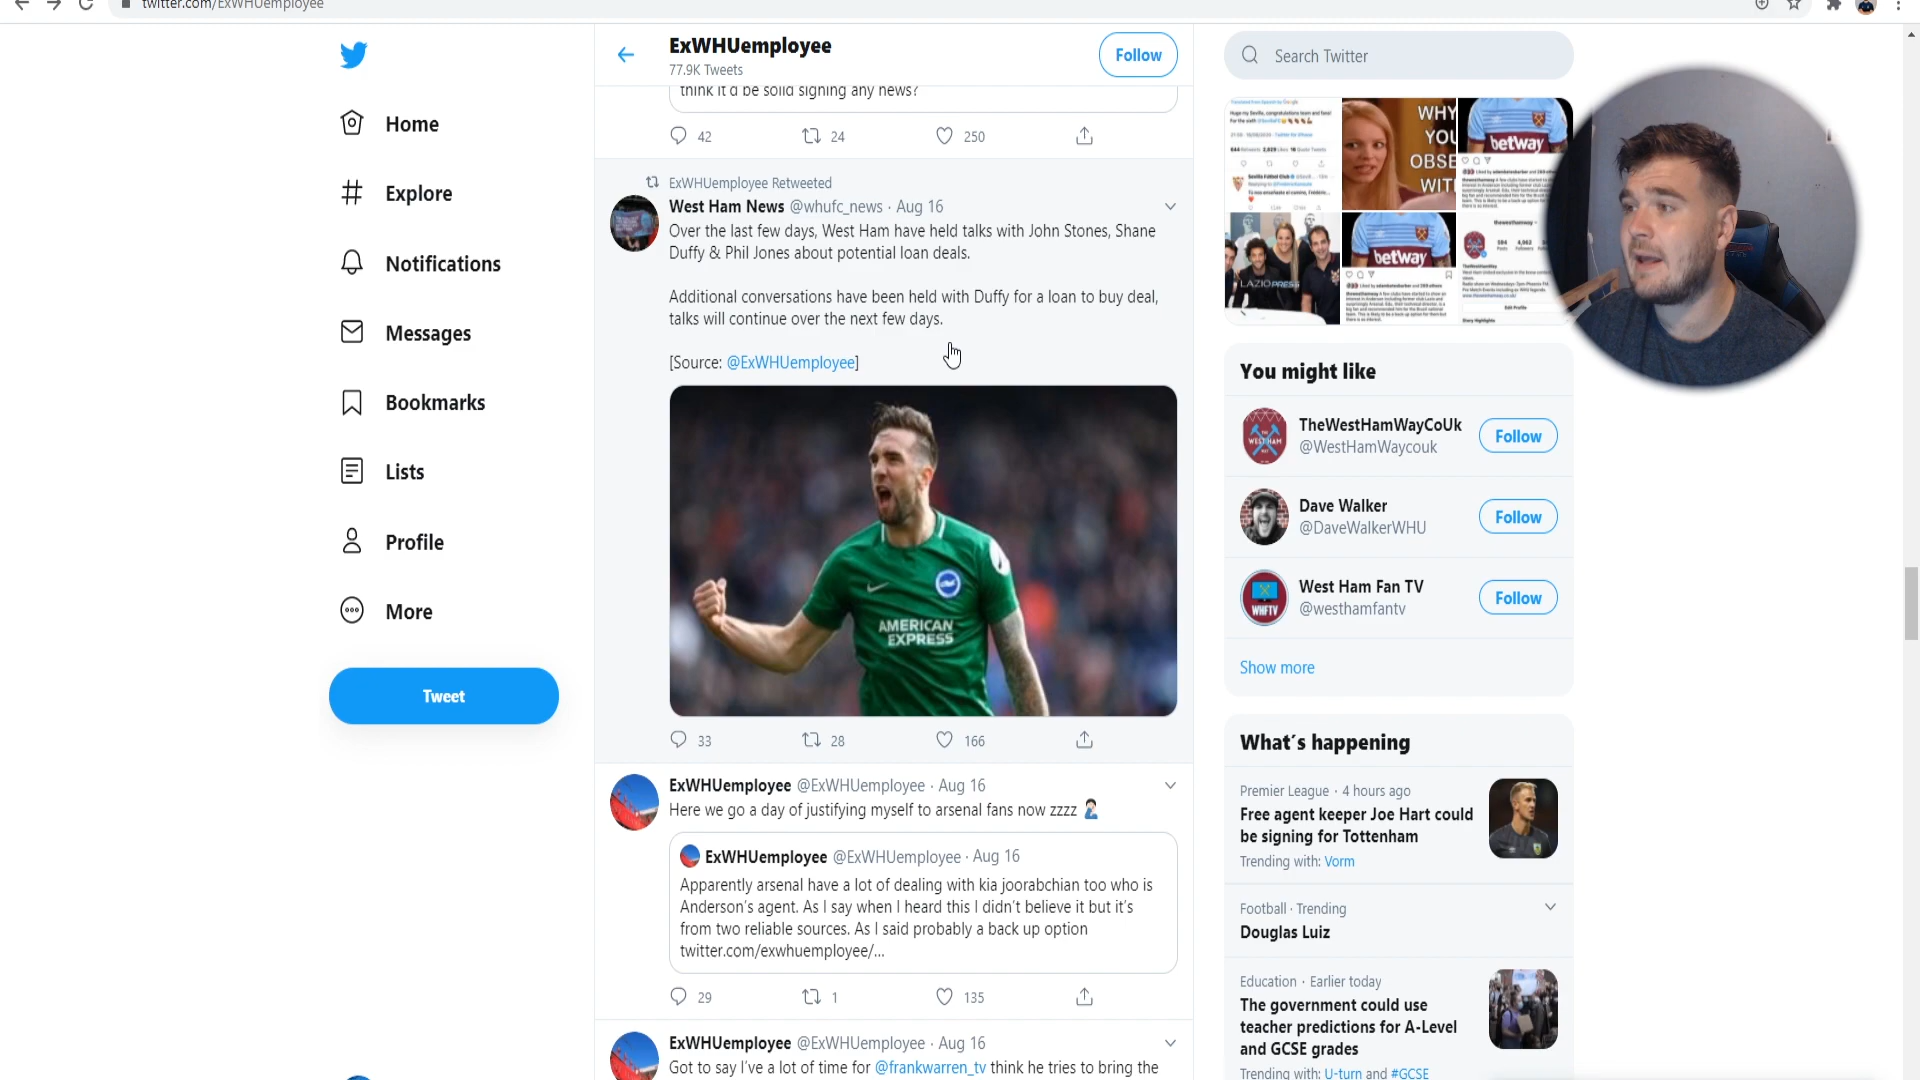 twitter.com/ExWHUemployee
ExWHUemployee
77.9K Tweets
Follow
Search Twitter
Home
Explore
Notifications
Messages
Bookmarks
Lists
Profile
More
Tweet
think it'd be solid signing any news?
42 24 250
ExWHUemployee Retweeted
West Ham News @whufc_news · Aug 16
Over the last few days, West Ham have held talks with John Stones, Shane
Duffy & Phil Jones about potential loan deals.
Additional conversations have been held with Duffy for a loan to buy deal,
talks will continue over the next few days.
[Source: @ExWHUemployee]
AMERICAN
EXPRESS
33 28 166
ExWHUemployee @ExWHUemployee · Aug 16
Here we go a day of justifying myself to arsenal fans now zzzz
ExWHUemployee @ExWHUemployee · Aug 16
Apparently arsenal have a lot of dealing with kia joorabchian too who is
Anderson's agent. As I say when I heard this I didn't believe it but it's
from two reliable sources. As I said probably a back up option
twitter.com/exwhuemployee/...
29 1 135
ExWHUemployee @ExWHUemployee · Aug 16
Got to say I've a lot of time for @frankwarren_tv think he tries to bring the
WHY
YOU
OBSE
WIT
betway
LAZIO PRESS
betway
You might like
TheWestHamWayCoUk
@WestHamWaycouk
Follow
Dave Walker
@DaveWalkerWHU
Follow
WHFTV
West Ham Fan TV
@westhamfantv
Follow
Show more
What's happening
Premier League · 4 hours ago
Free agent keeper Joe Hart could
be signing for Tottenham
Trending with: Vorm
Football · Trending
Douglas Luiz
Education · Earlier today
The government could use
teacher predictions for A-Level
and GCSE grades
Trending with: U-turn and #GCSE